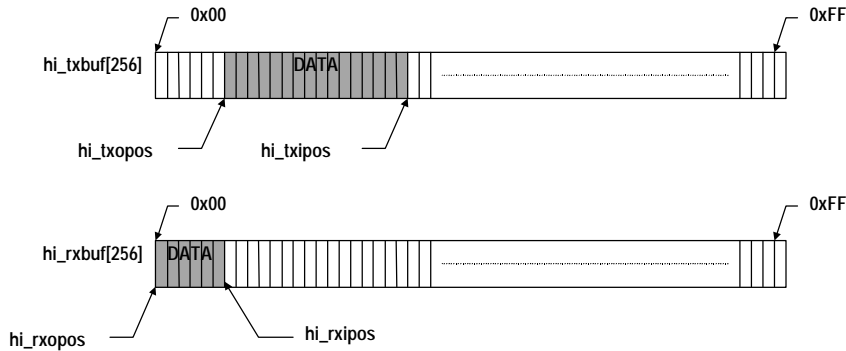 0x00 0xFF
hi_txbuf[256] DATA
hi_txopos hi_txipos
0x00 0xFF
hi_rxbuf[256] DATA
hi_rxopos hi_rxipos